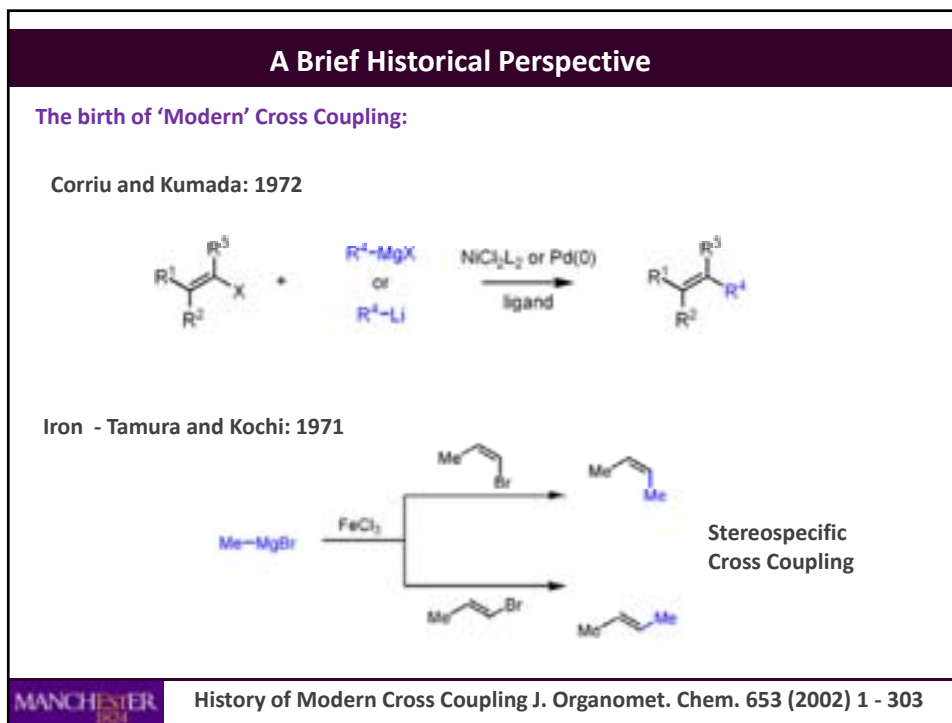 A Brief Historical Perspective
The birth of ‘Modern’ Cross Coupling:
Corriu and Kumada: 1972
R¹ R² R³ X + R⁴–MgX or R⁴–Li NiCl₂L₂ or Pd(0) ligand R¹ R² R³ R⁴
Iron - Tamura and Kochi: 1971
Me Br Me Me
Me–MgBr FeCl₃
Stereospecific
Cross Coupling
Me Br Me Me
MANCHESTER
1824
History of Modern Cross Coupling J. Organomet. Chem. 653 (2002) 1 - 303